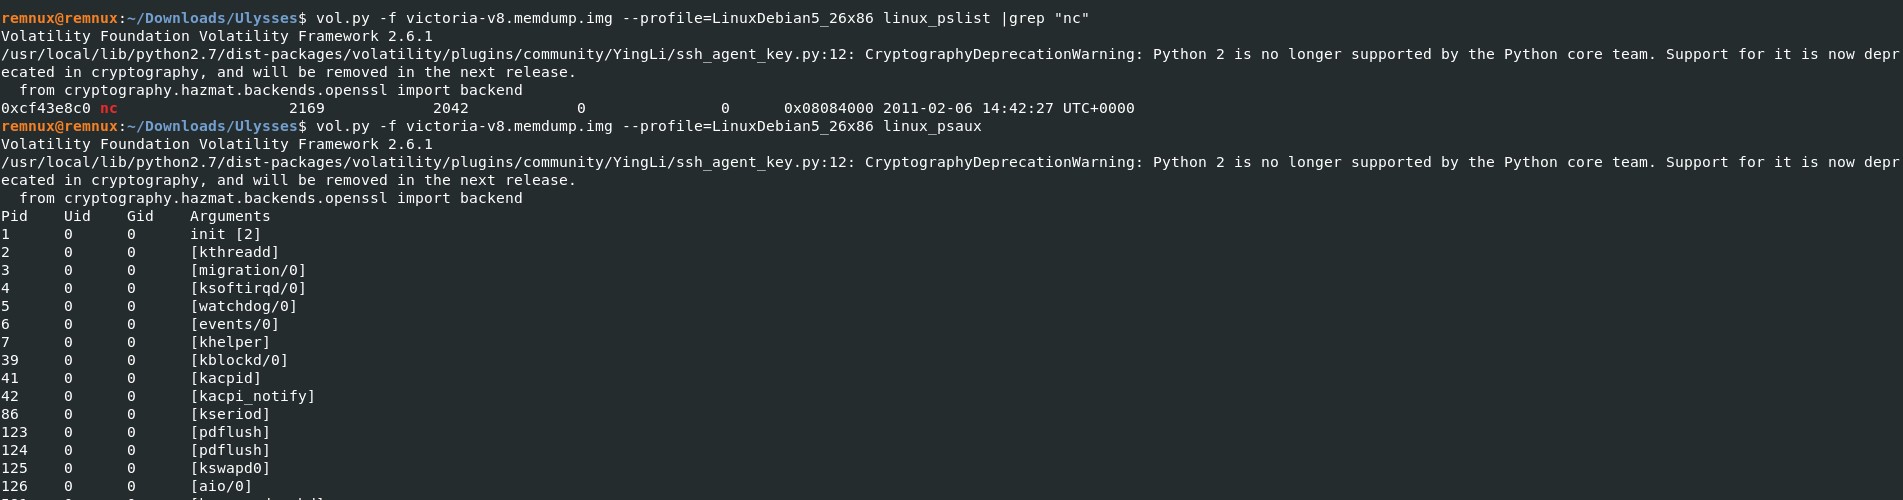 remnux@remnux:~/Downloads/Ulysses$ vol.py -f victoria-v8.memdump.img --profile=LinuxDebian5_26x86 linux_pslist |grep "nc"
Volatility Foundation Volatility Framework 2.6.1
/usr/local/lib/python2.7/dist-packages/volatility/plugins/community/YingLi/ssh_agent_key.py:12: CryptographyDeprecationWarning: Python 2 is no longer supported by the Python core team. Support for it is now depr
ecated in cryptography, and will be removed in the next release.
  from cryptography.hazmat.backends.openssl import backend
0xcf43e8c0 nc                   2169            2042            0               0      0x08084000 2011-02-06 14:42:27 UTC+0000
remnux@remnux:~/Downloads/Ulysses$ vol.py -f victoria-v8.memdump.img --profile=LinuxDebian5_26x86 linux_psaux
Volatility Foundation Volatility Framework 2.6.1
/usr/local/lib/python2.7/dist-packages/volatility/plugins/community/YingLi/ssh_agent_key.py:12: CryptographyDeprecationWarning: Python 2 is no longer supported by the Python core team. Support for it is now depr
ecated in cryptography, and will be removed in the next release.
  from cryptography.hazmat.backends.openssl import backend
Pid    Uid    Gid    Arguments
1      0      0      init [2]
2      0      0      [kthreadd]
3      0      0      [migration/0]
4      0      0      [ksoftirqd/0]
5      0      0      [watchdog/0]
6      0      0      [events/0]
7      0      0      [khelper]
39     0      0      [kblockd/0]
41     0      0      [kacpid]
42     0      0      [kacpi_notify]
86     0      0      [kseriod]
123    0      0      [pdflush]
124    0      0      [pdflush]
125    0      0      [kswapd0]
126    0      0      [aio/0]